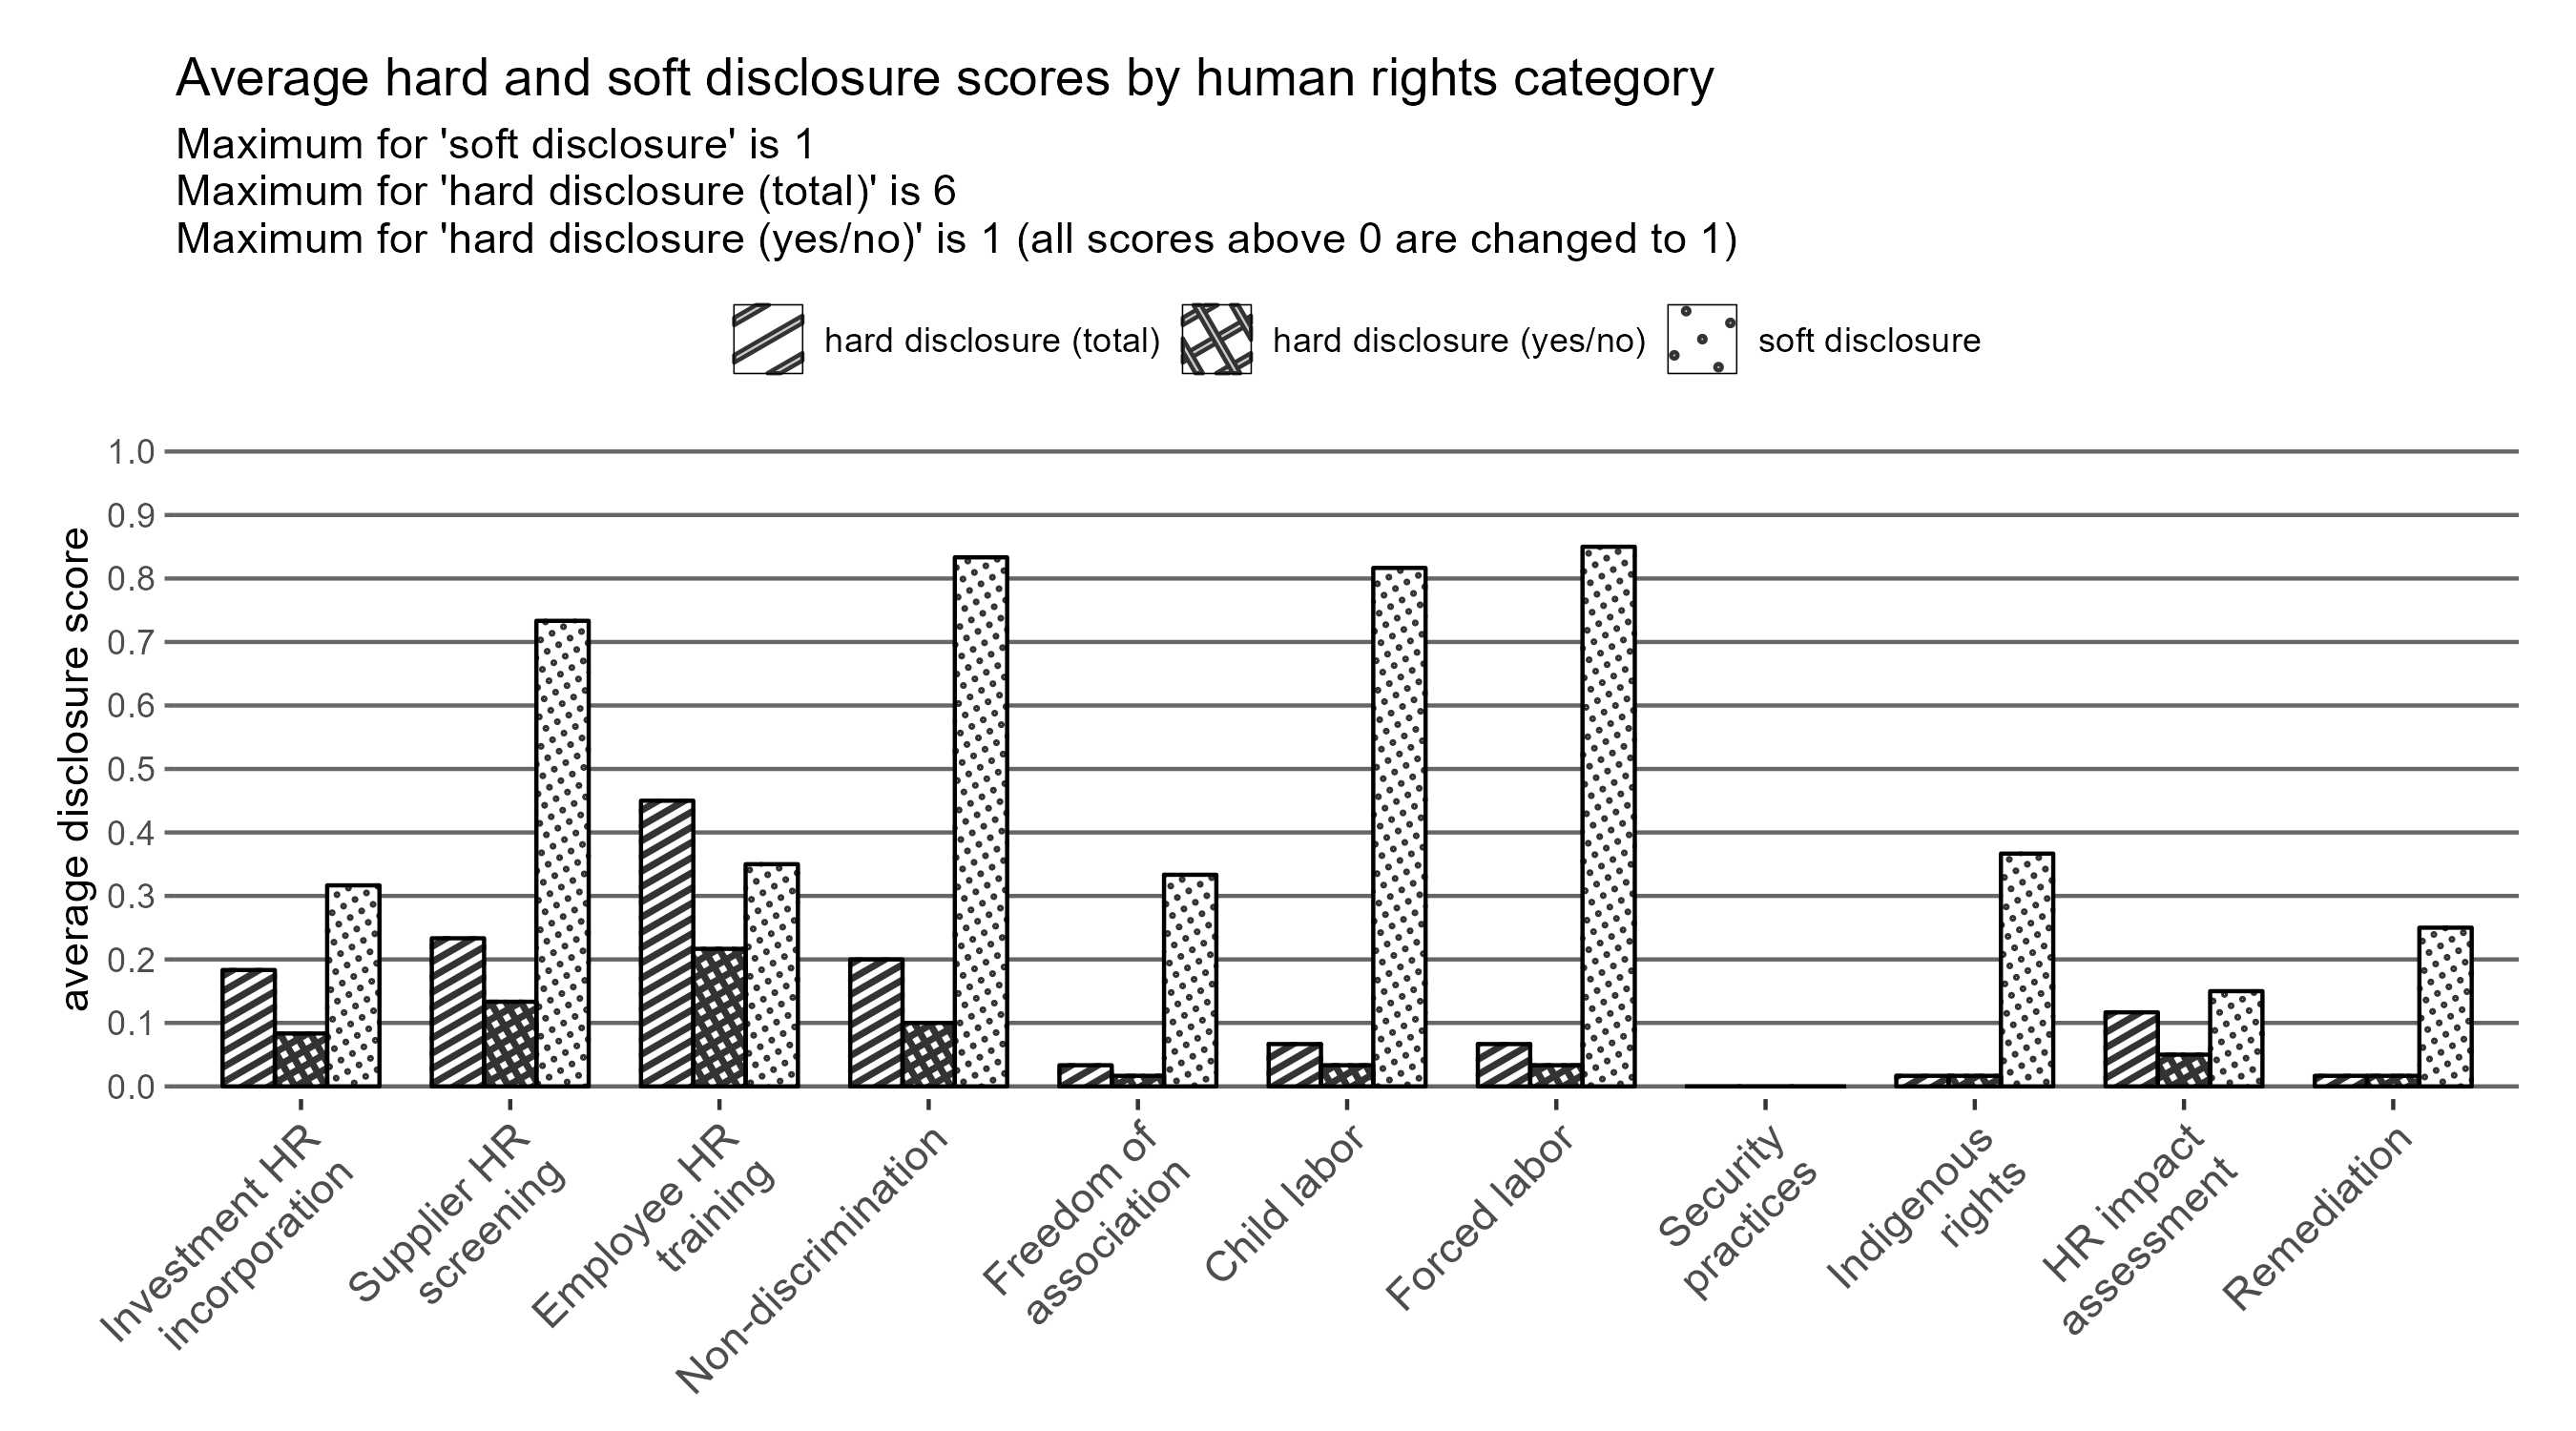 Average hard and soft disclosure scores by human rights category
Maximum for 'soft disclosure' is 1
Maximum for 'hard disclosure (total)' is 6
Maximum for 'hard disclosure (yes/no)' is 1 (all scores above 0 are changed to 1)
hard disclosure (total)
hard disclosure (yes/no)
soft disclosure
average disclosure score
1.0
0.9
0.8
0.7
0.6
0.5
0.4
0.3
0.2
0.1
0.0
Investment HR
incorporation
Supplier HR
screening
Employee HR
training
Non-discrimination
Freedom of
association
Child labor
Forced labor
Security
practices
Indigenous
rights
HR impact
assessment
Remediation